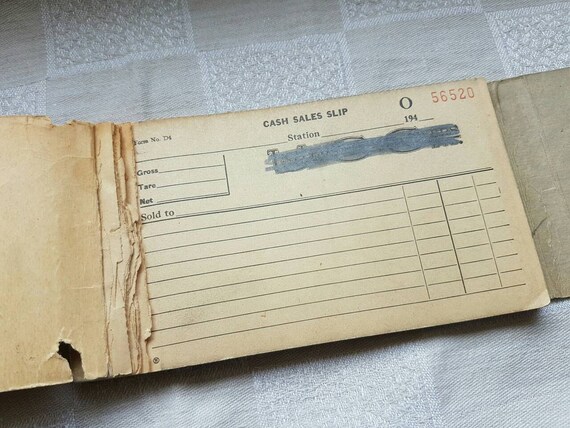 CASH SALES SLIP
O 56520
Form No. D4
Station
194
Gross
Tare
Net
Sold to
®